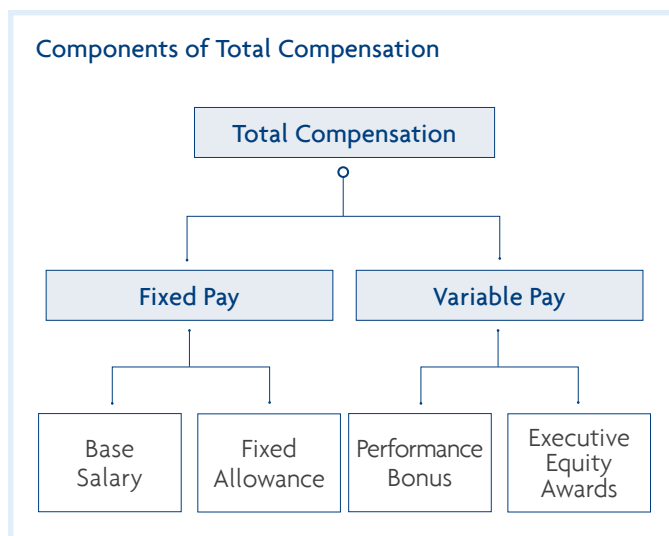 Components of Total Compensation
Total Compensation
Fixed Pay
Variable Pay
Base
Salary
Fixed
Allowance
Performance
Bonus
Executive
Equity
Awards